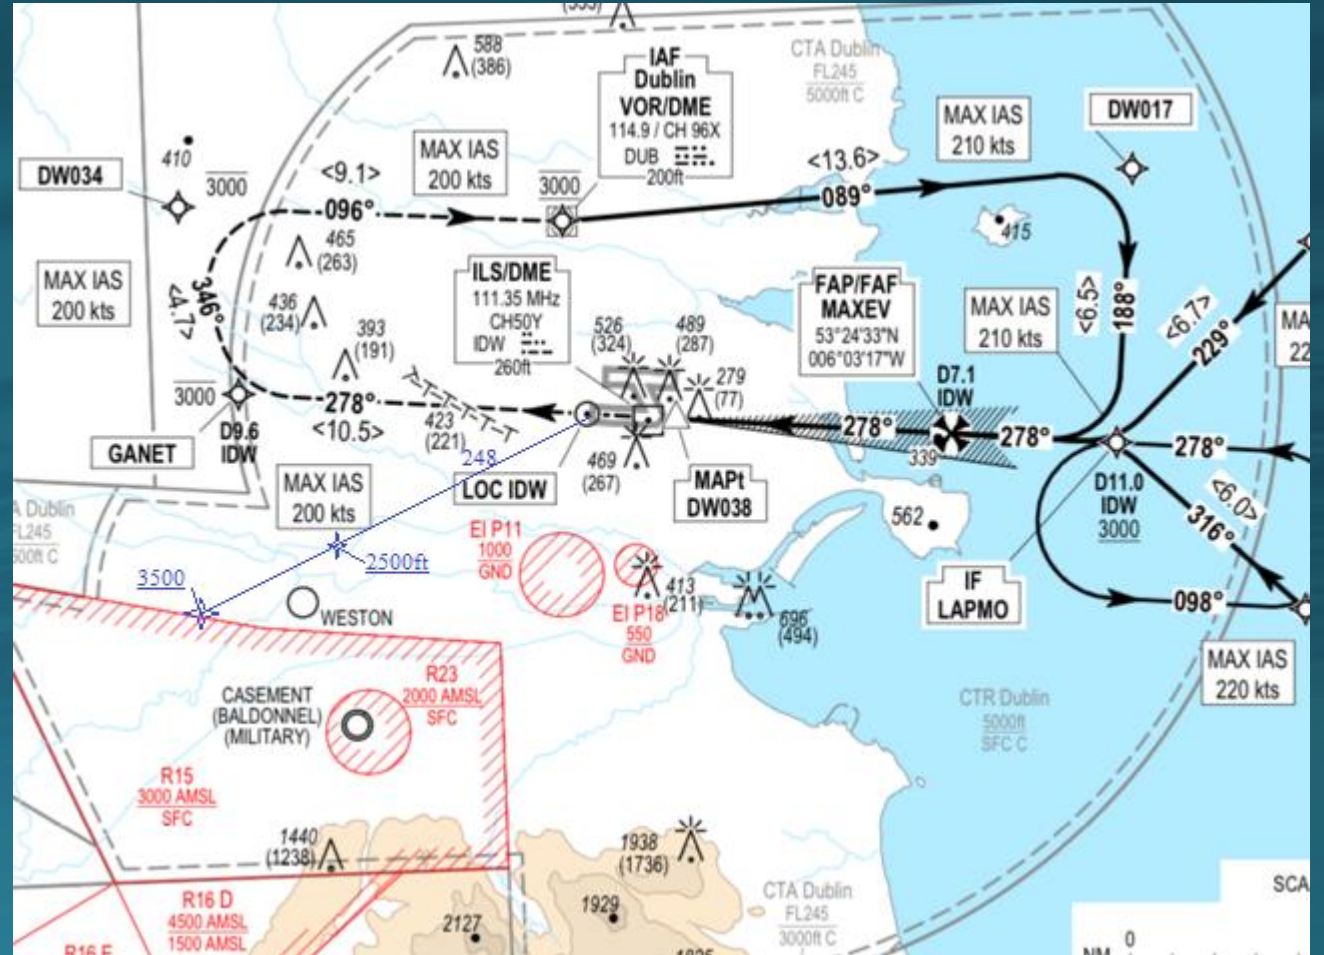 (555)
588
(386)
CTA Dublin
FL245
5000ft C
IAF
Dublin
VOR/DME
114.9 / CH 96X
DUB
200ft
MAX IAS
210 kts
DW017
MAX IAS
200 kts
410
DW034
3000
<9.1>
3000
<13.6>
096°
089°
415
465
(263)
MAX IAS
200 kts
346°
<4.7>
436
(234)
393
(191)
ILS/DME
111.35 MHz
CH50Y
IDW
260ft
526
(324)
489
(287)
FAP/FAF
MAXEV
53°24'33"N
006°03'17"W
MAX IAS
210 kts
<6.5>
188°
<6.7>
229°
MA
22
279
(77)
D7.1
IDW
3000
278°
<10.5>
423
(221)
278°
278°
278°
GANET
D9.6
IDW
248
469
(267)
339
LOC IDW
MAPt
DW038
MAX IAS
200 kts
D11.0
IDW
3000
<6.0>
316°
562
A Dublin
FL245
500ft C
EI P11
1000
GND
2500ft
3500
WESTON
413
(211)
EI P18
550
GND
696
(494)
IF
LAPMO
098°
MAX IAS
220 kts
R23
2000 AMSL
SFC
CASEMENT
(BALDONNEL)
(MILITARY)
CTR Dublin
5000ft
SFC C
R15
3000 AMSL
SFC
1440
(1238)
1938
(1736)
R16 D
4500 AMSL
1500 AMSL
2127
1929
CTA Dublin
FL245
3000ft C
SCA
0
NM
R16 E